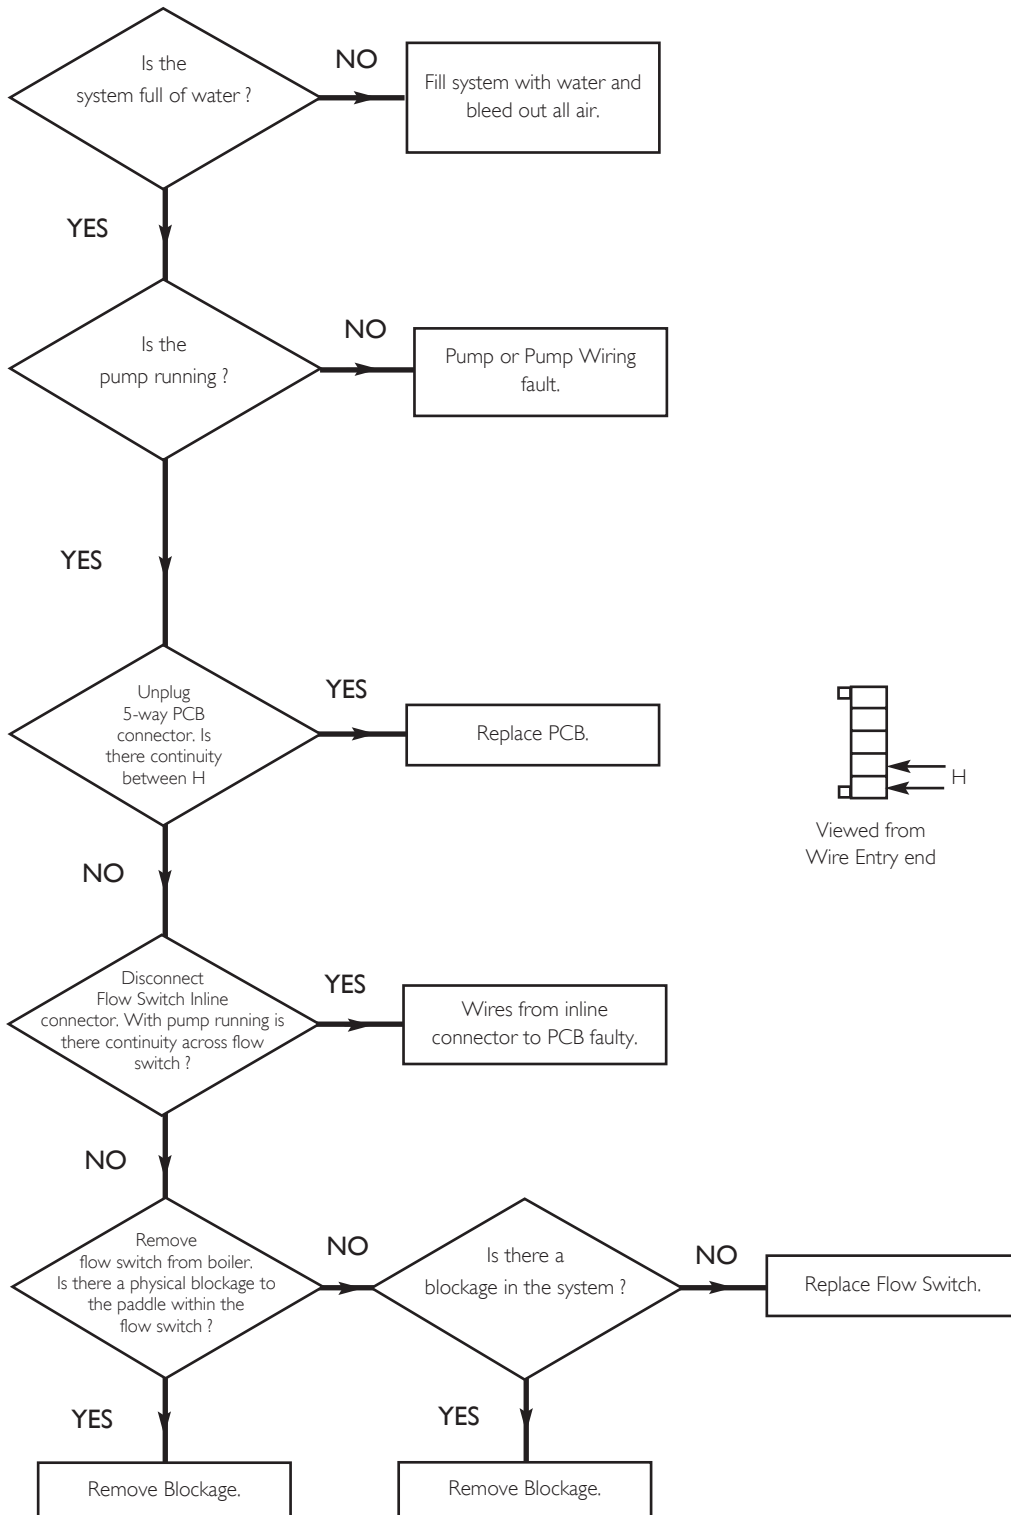 Is the
system full of water ?
NO
Fill system with water and
bleed out all air.
YES
Is the
pump running ?
NO
Pump or Pump Wiring
fault.
YES
Unplug
5-way PCB
connector. Is
there continuity
between H
YES
Replace PCB.
H
Viewed from
Wire Entry end
NO
Disconnect
Flow Switch Inline
connector. With pump running is
there continuity across flow
switch ?
YES
Wires from inline
connector to PCB faulty.
NO
Remove
flow switch from boiler.
Is there a physical blockage to
the paddle within the
flow switch ?
NO
Is there a
blockage in the system ?
NO
Replace Flow Switch.
YES
Remove Blockage.
YES
Remove Blockage.